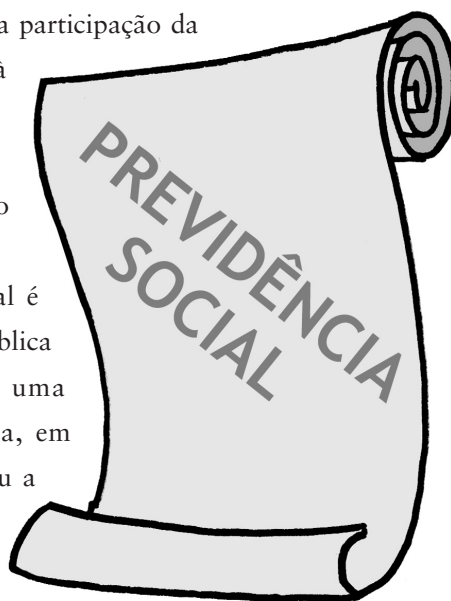 a participação da
à
o
al é
blica
uma
a, em
u a
PREVIDÊNCIA
SOCIAL